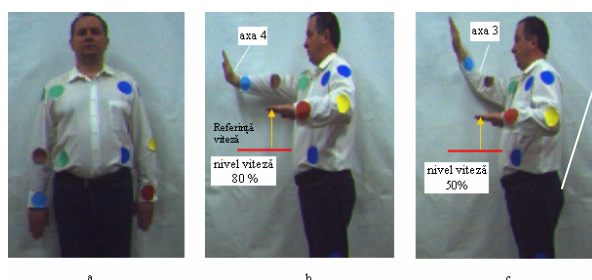 axa 4
Referință
viteză
nivel viteză
80 %
axa 3
nivel viteză
50%
a
b
c